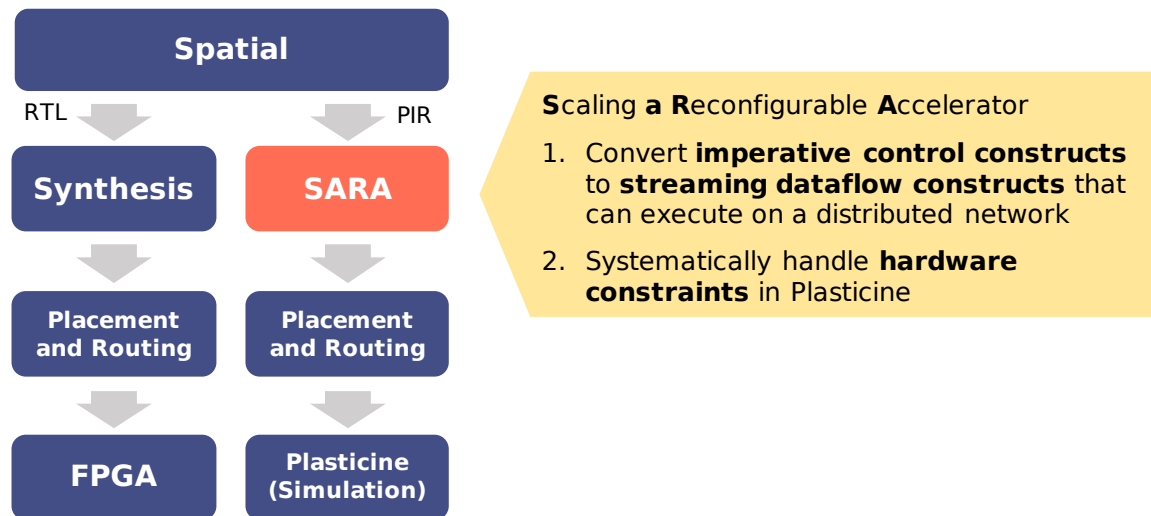 Spatial
RTL
PIR
Synthesis
SARA
Placement
and Routing
Placement
and Routing
FPGA
Plasticine
(Simulation)
Scaling a Reconfigurable Accelerator
1. Convert imperative control constructs
to streaming dataflow constructs that
can execute on a distributed network
2. Systematically handle hardware
constraints in Plasticine